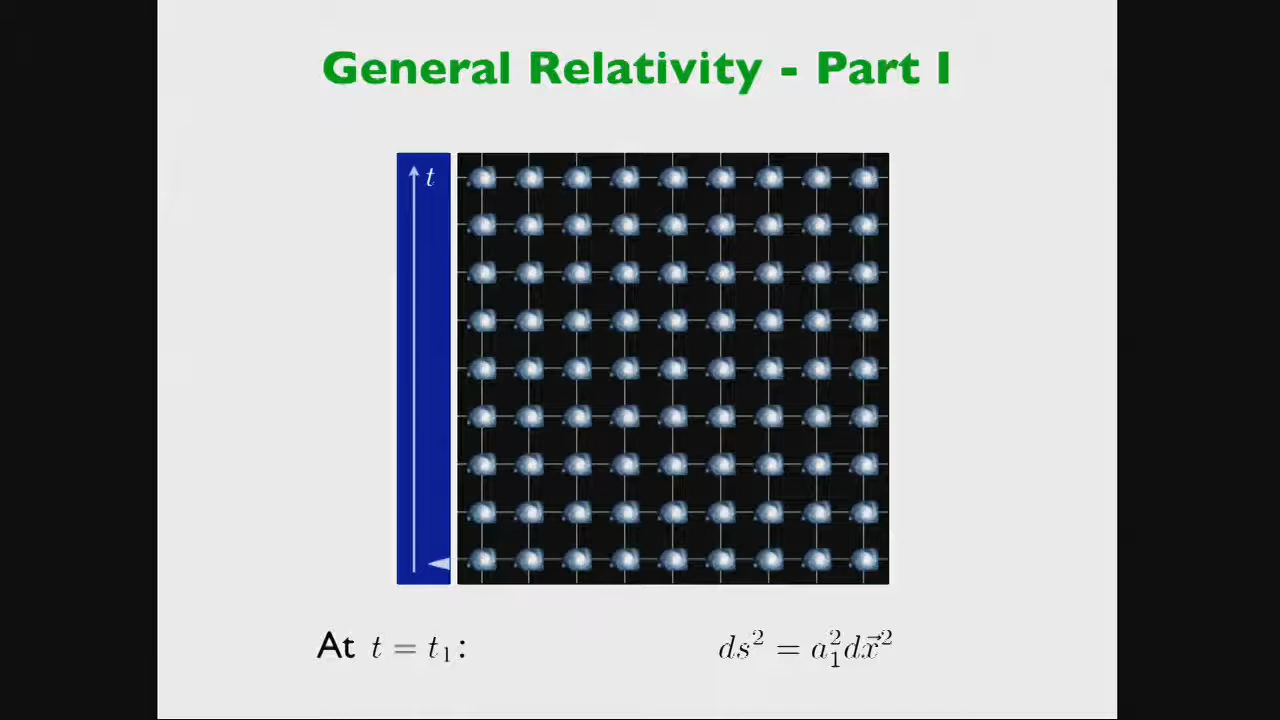 General Relativity - Part I
t
At t = t₁:
ds² = a₁²dx⃗²